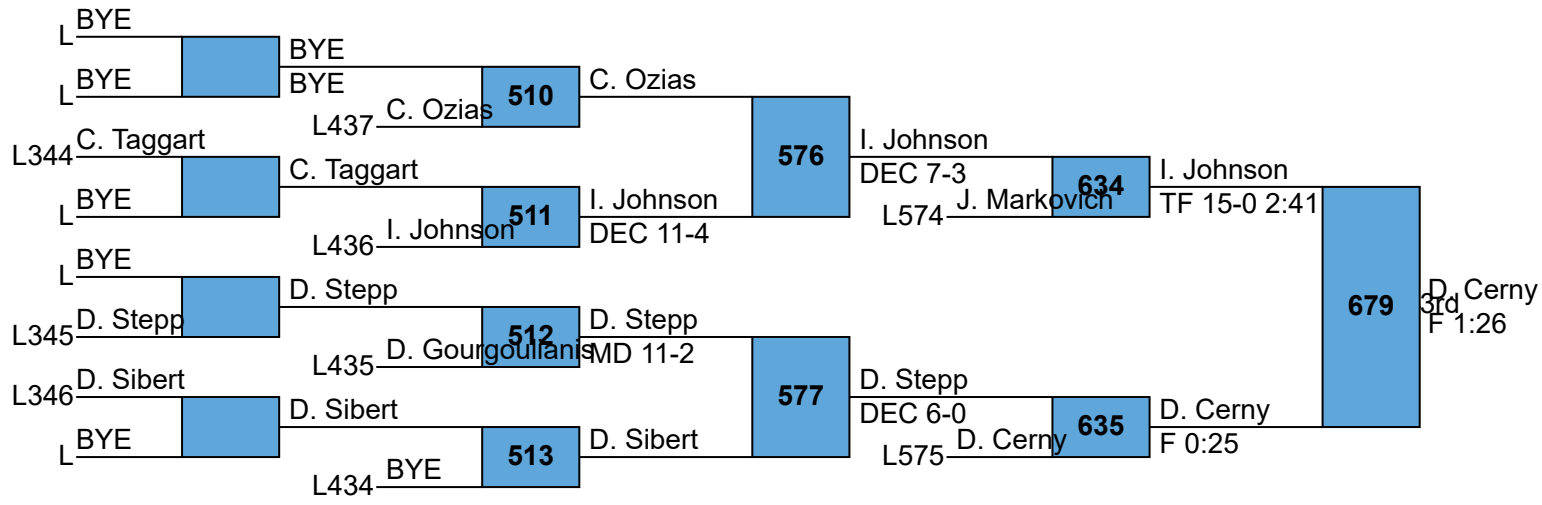 BYE
L
BYE
BYE
L
BYE
C. Ozias
L437
510
C. Ozias
C. Taggart
L344
C. Taggart
BYE
L
I. Johnson
L436
511
I. Johnson
DEC 11-4
576
I. Johnson
DEC 7-3
J. Markovich
L574
634
I. Johnson
TF 15-0 2:41
BYE
L
D. Stepp
D. Stepp
L345
D. Gourgoulianis
L435
512
D. Stepp
MD 11-2
D. Sibert
L346
D. Sibert
BYE
L
BYE
L434
513
D. Sibert
577
D. Stepp
DEC 6-0
D. Cerny
L575
635
D. Cerny
F 0:25
679
D. Cerny
3rd
F 1:26